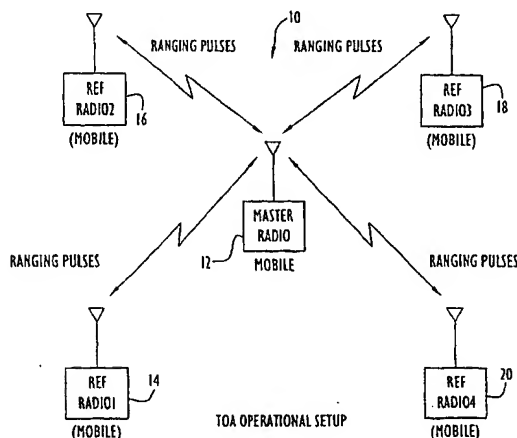 10
RANGING PULSES
RANGING PULSES
REF
RADIO2
16
(MOBILE)
REF
RADIO3
18
(MOBILE)
MASTER
RADIO
12
MOBILE
RANGING PULSES
RANGING PULSES
REF
RADIO1
14
(MOBILE)
REF
RADIO4
20
(MOBILE)
TOA OPERATIONAL SETUP